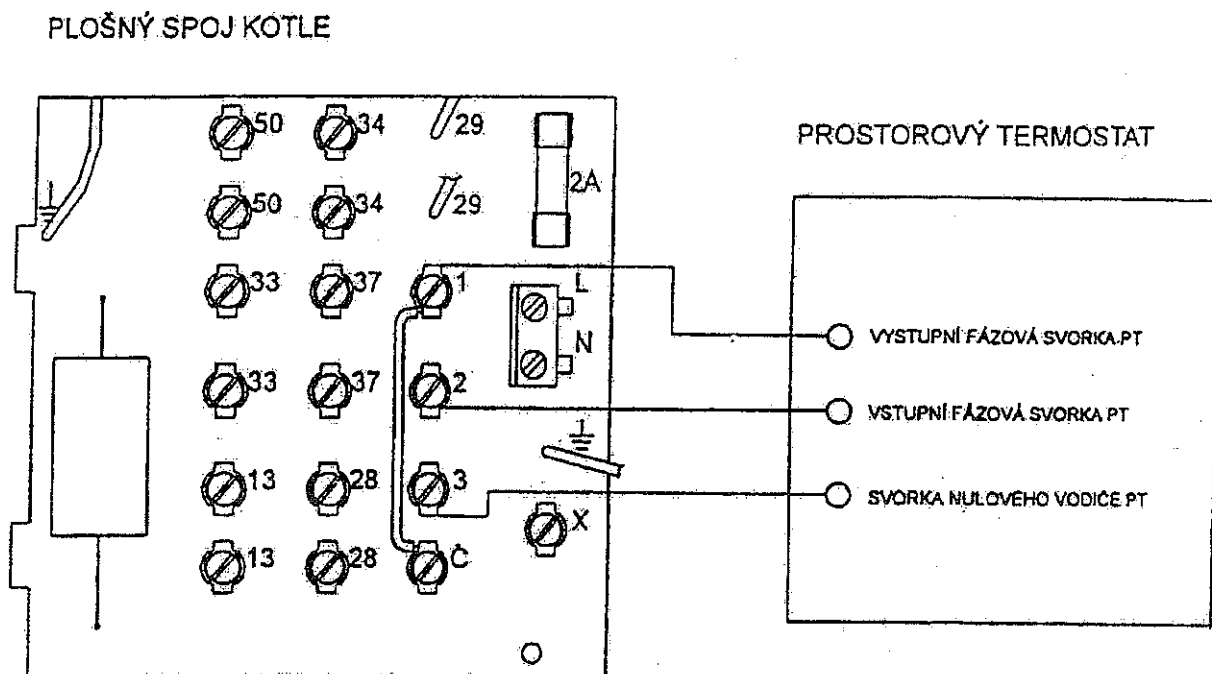 PLOŠNÝ SPOJ KOTLE
50
34
29
2A
50
34
29
33
37
1
L
N
33
37
2
13
28
3
X
13
28
Č
PROSTOROVÝ TERMOSTAT
VYSTUPNÍ FÁZOVÁ SVORKA PT
VSTUPNÍ FÁZOVÁ SVORKA PT
SVORKA NULOVÉHO VODIČE PT